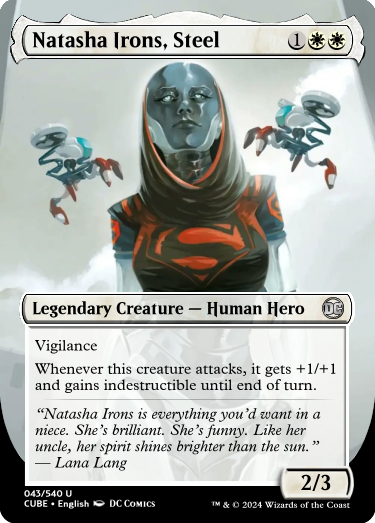 Natasha Irons, Steel 1
Legendary Creature — Human Hero DC
Vigilance
Whenever this creature attacks, it gets +1/+1
and gains indestructible until end of turn.
“Natasha Irons is everything you’d want in a
niece. She’s brilliant. She’s funny. Like her
uncle, her spirit shines brighter than the sun.”
— Lana Lang
2/3
043/540 U
CUBE • English DC Comics ™ & © 2024 Wizards of the Coast